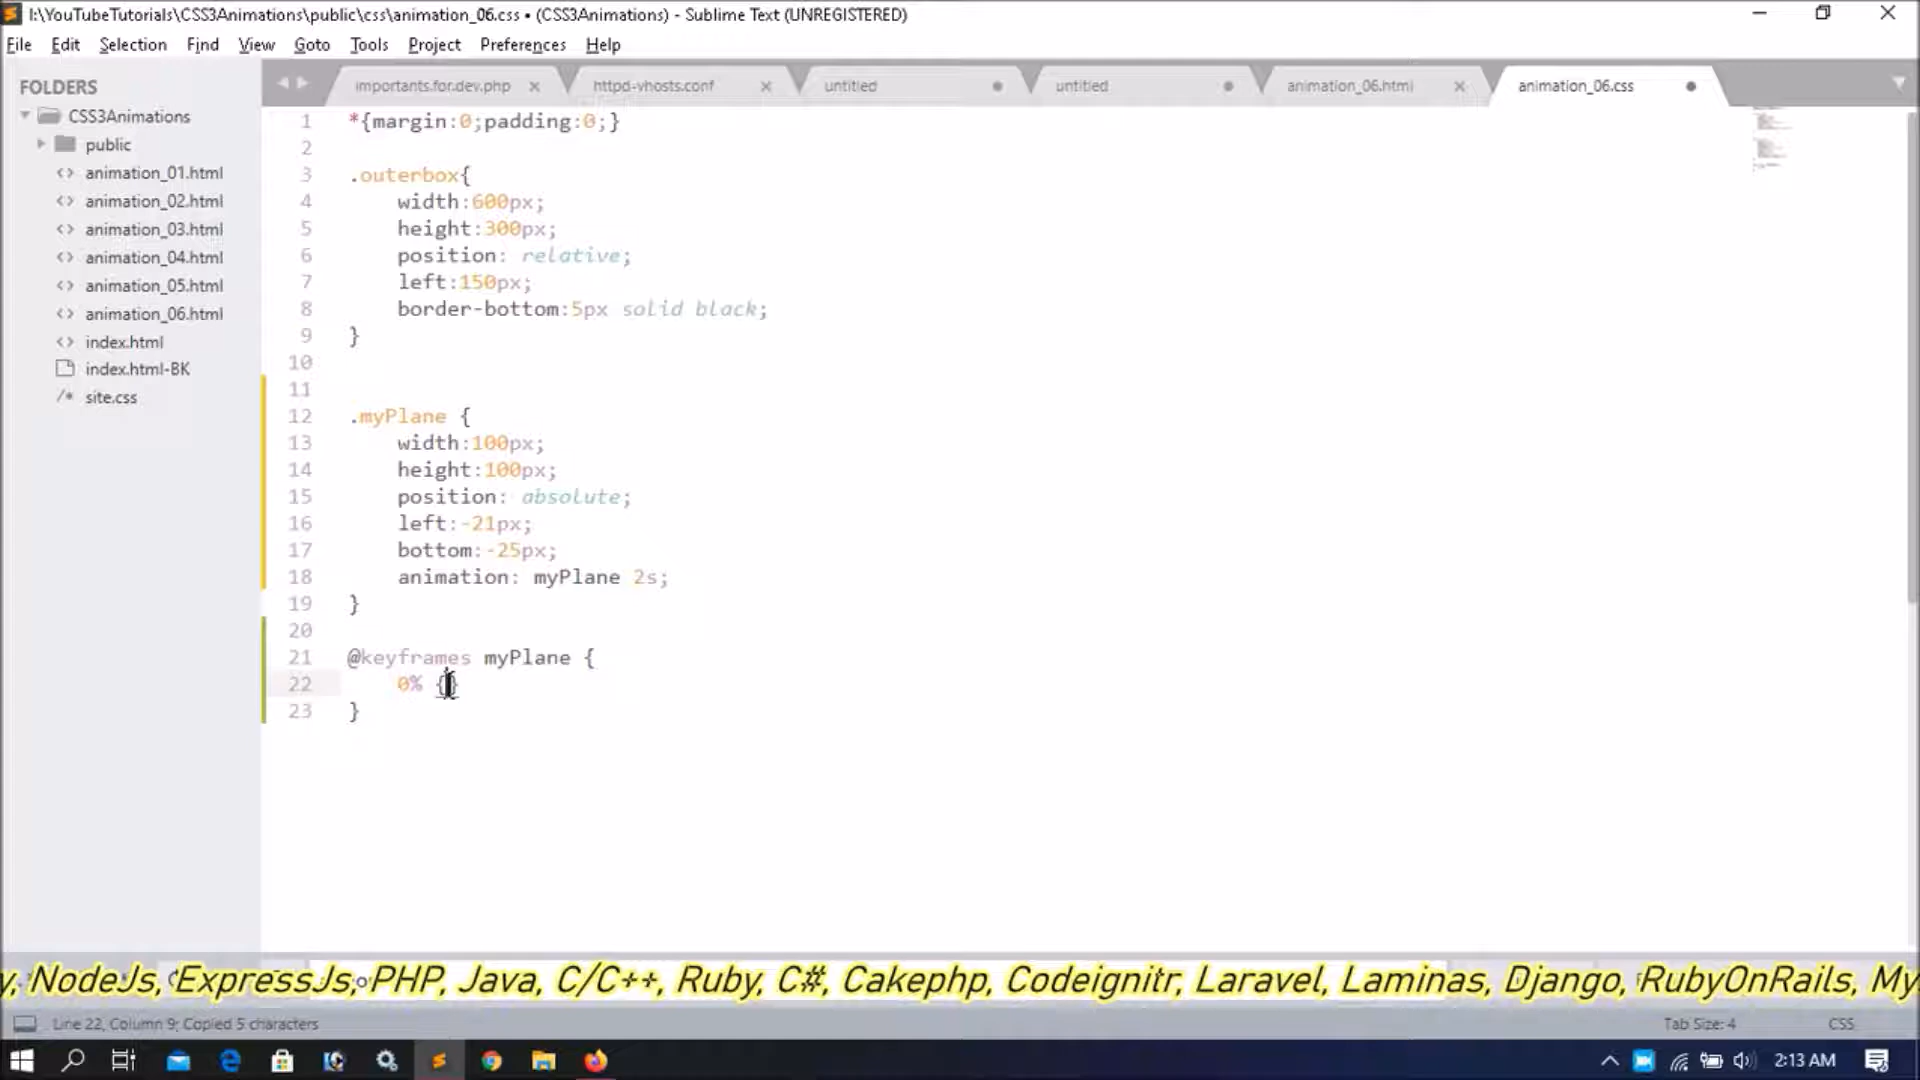 I:\YouTubeTutorials\CSS3Animations\public\css\animation_06.css • (CSS3Animations) - Sublime Text (UNREGISTERED)
File Edit Selection Find View Goto Tools Project Preferences Help
FOLDERS
CSS3Animations
public
animation_01.html
animation_02.html
animation_03.html
animation_04.html
animation_05.html
animation_06.html
index.html
index.html-BK
/* site.css
importants.for.dev.php httpd-vhosts.conf untitled untitled animation_06.html animation_06.css
1 *{margin:0;padding:0;}
2
3 .outerbox{
4 width:600px;
5 height:300px;
6 position: relative;
7 left:150px;
8 border-bottom:5px solid black;
9 }
10
11
12 .myPlane {
13 width:100px;
14 height:100px;
15 position: absolute;
16 left:-21px;
17 bottom:-25px;
18 animation: myPlane 2s;
19 }
20
21 @keyframes myPlane {
22 0% {}
23 }
y, NodeJs, ExpressJs, PHP, Java, C/C++, Ruby, C#, Cakephp, Codeignitr, Laravel, Laminas, Django, RubyOnRails, My
Line 22, Column 9; Copied 5 characters Tab Size: 4 CSS
2:13 AM